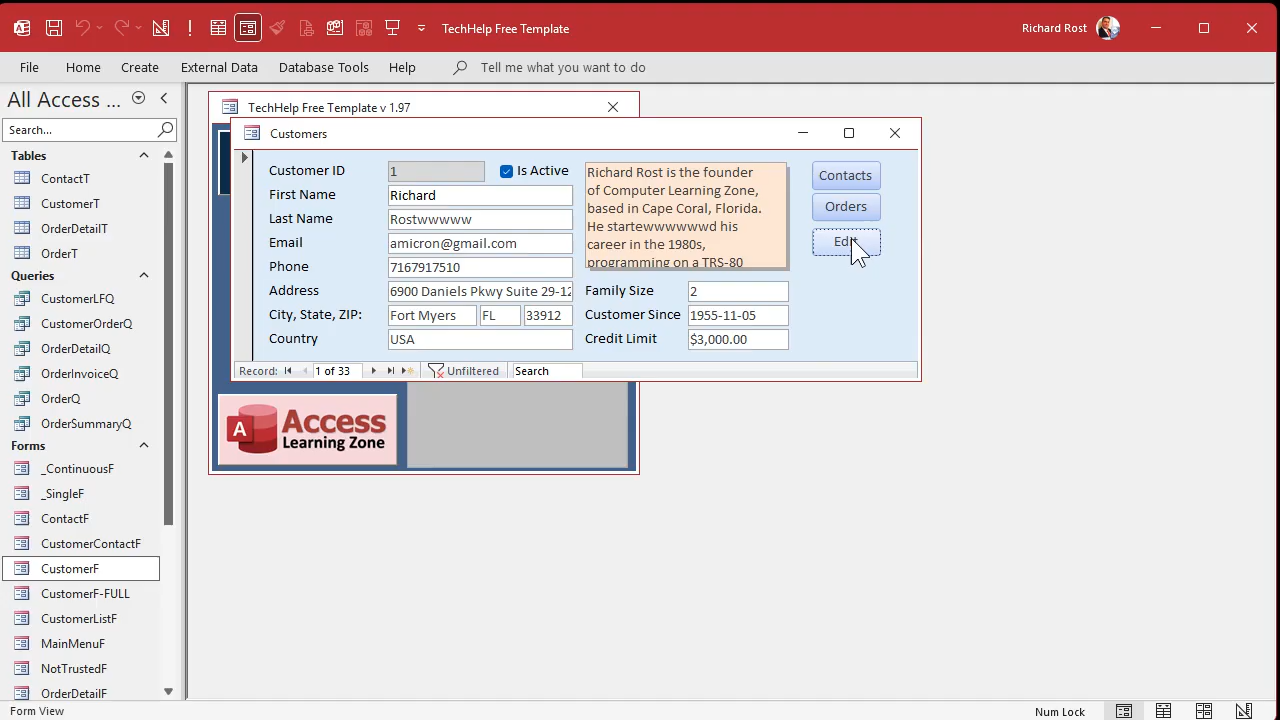 TechHelp Free Template
Richard Rost
File Home Create External Data Database Tools Help Tell me what you want to do
All Access ...
Search...
Tables
ContactT
CustomerT
OrderDetailT
OrderT
Queries
CustomerLFQ
CustomerOrderQ
OrderDetailQ
OrderInvoiceQ
OrderQ
OrderSummaryQ
Forms
_ContinuousF
_SingleF
ContactF
CustomerContactF
CustomerF
CustomerF-FULL
CustomerListF
MainMenuF
NotTrustedF
OrderDetailF
TechHelp Free Template v 1.97
Customers
Customer ID 1 Is Active
First Name Richard
Last Name Rostwwwww
Email amicron@gmail.com
Phone 7167917510
Address 6900 Daniels Pkwy Suite 29-12
City, State, ZIP: Fort Myers FL 33912
Country USA
Richard Rost is the founder
of Computer Learning Zone,
based in Cape Coral, Florida.
He startewwwwwwd his
career in the 1980s,
programming on a TRS-80
Family Size 2
Customer Since 1955-11-05
Credit Limit $3,000.00
Contacts
Orders
Edit
Record: 1 of 33 Unfiltered Search
A Access
Learning Zone
Form View
Num Lock